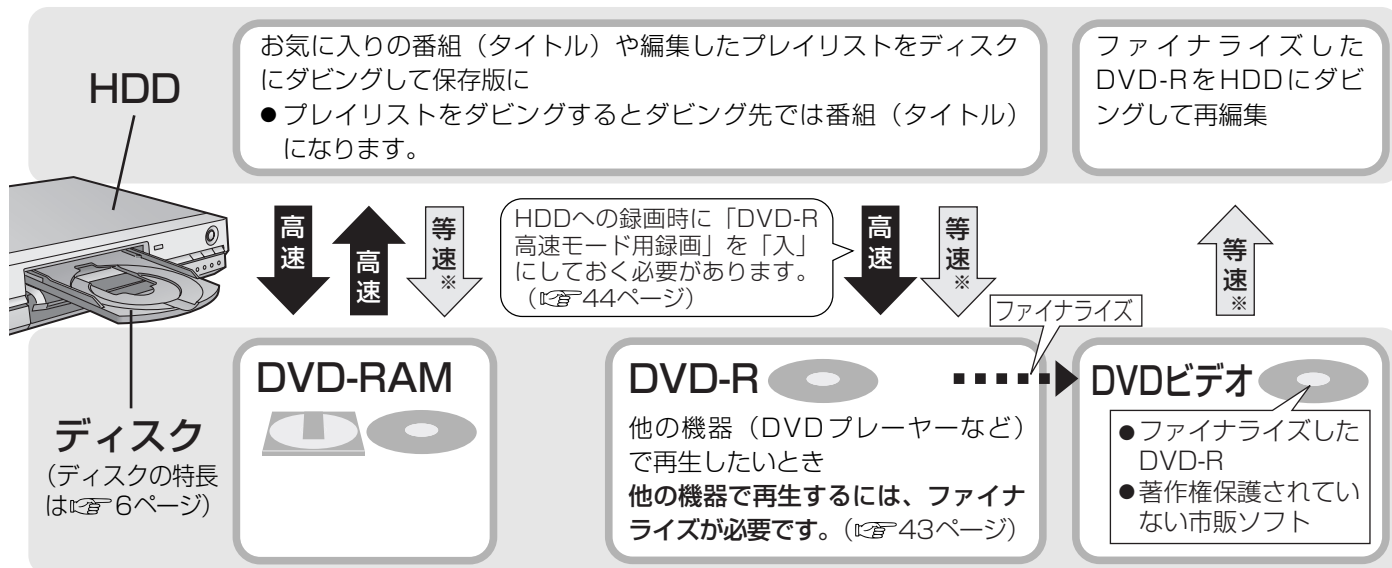 HDD
お気に入りの番組（タイトル）や編集したプレイリストをディスク
にダビングして保存版に
●プレイリストをダビングするとダビング先では番組（タイトル）
になります。
ファイナライズした
DVD-RをHDDにダビ
ングして再編集
高速
高速
等速※
HDDへの録画時に「DVD-R
高速モード用録画」を「入」
にしておく必要があります。
（☞44ページ）
高速
等速※
等速※
ファイナライズ
ディスク
（ディスクの特長
は☞6ページ）
DVD-RAM
DVD-R
他の機器（DVDプレーヤーなど）
で再生したいとき
他の機器で再生するには、ファイナ
ライズが必要です。（☞43ページ）
DVDビデオ
●ファイナライズした
DVD-R
●著作権保護されてい
ない市販ソフト